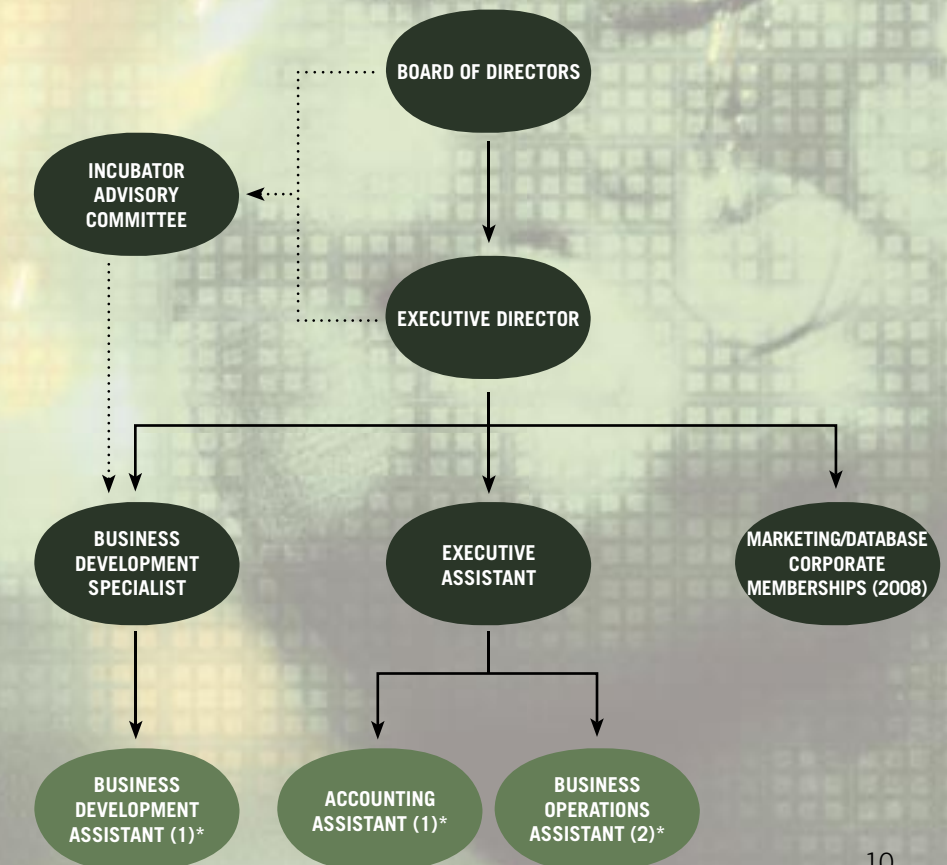 BOARD OF DIRECTORS
INCUBATOR
ADVISORY
COMMITTEE
EXECUTIVE DIRECTOR
BUSINESS
DEVELOPMENT
SPECIALIST
EXECUTIVE
ASSISTANT
MARKETING/DATABASE
CORPORATE
MEMBERSHIPS (2008)
BUSINESS
DEVELOPMENT
ASSISTANT (1)*
ACCOUNTING
ASSISTANT (1)*
BUSINESS
OPERATIONS
ASSISTANT (2)*
10